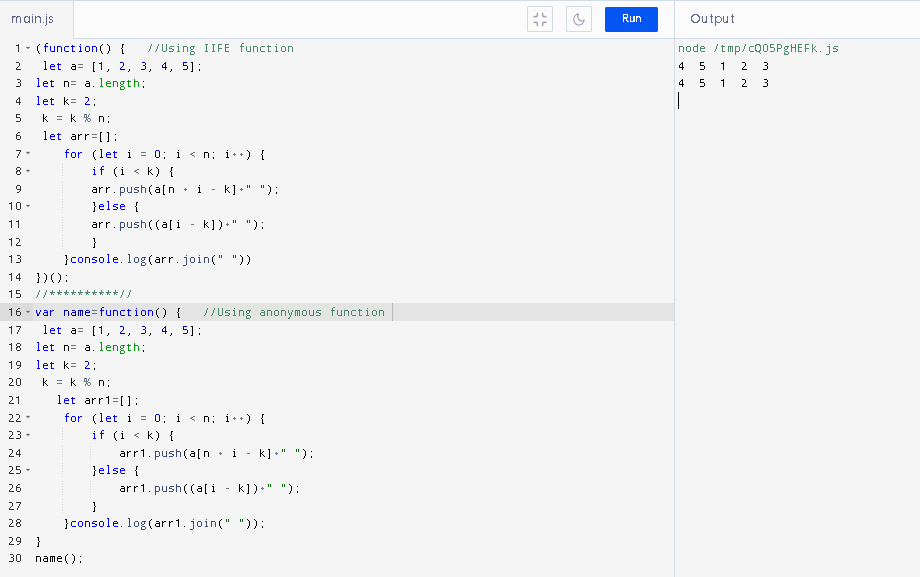 main.js
Run
Output
1 (function() {   //Using IIFE function
2  let a= [1, 2, 3, 4, 5];
3 let n= a.length;
4 let k= 2;
5  k = k % n;
6  let arr=[];
7     for (let i = 0; i < n; i++) {
8         if (i < k) {
9         arr.push(a[n + i - k]+" ");
10         }else {
11         arr.push((a[i - k])+" ");
12         }
13     }console.log(arr.join(" "))
14 })();
15 //**********//
16 var name=function() {   //Using anonymous function
17  let a= [1, 2, 3, 4, 5];
18 let n= a.length;
19 let k= 2;
20  k = k % n;
21    let arr1=[];
22     for (let i = 0; i < n; i++) {
23         if (i < k) {
24             arr1.push(a[n + i - k]+" ");
25         }else {
26             arr1.push((a[i - k])+" ");
27         }
28     }console.log(arr1.join(" "));
29 }
30 name();
node /tmp/cQO5PgHEFk.js
4  5  1  2  3
4  5  1  2  3